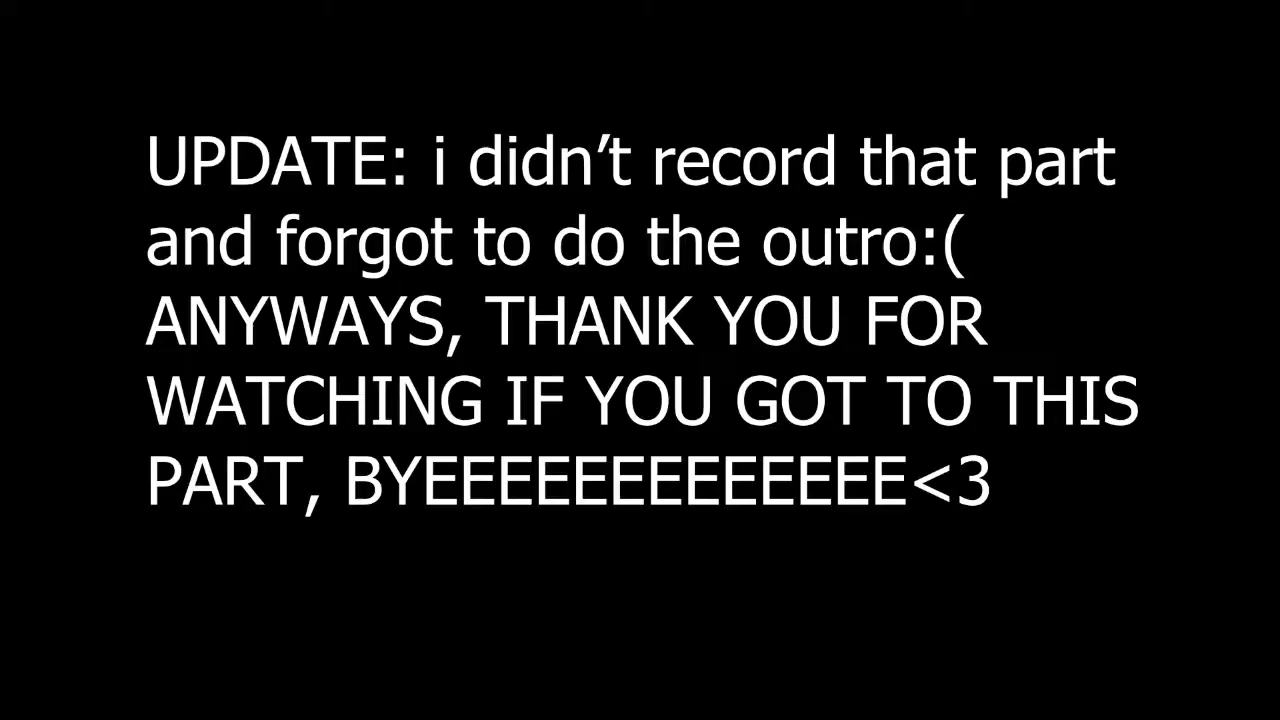 UPDATE: i didn’t record that part
and forgot to do the outro:(
ANYWAYS, THANK YOU FOR
WATCHING IF YOU GOT TO THIS
PART, BYEEEEEEEEEEEEE<3